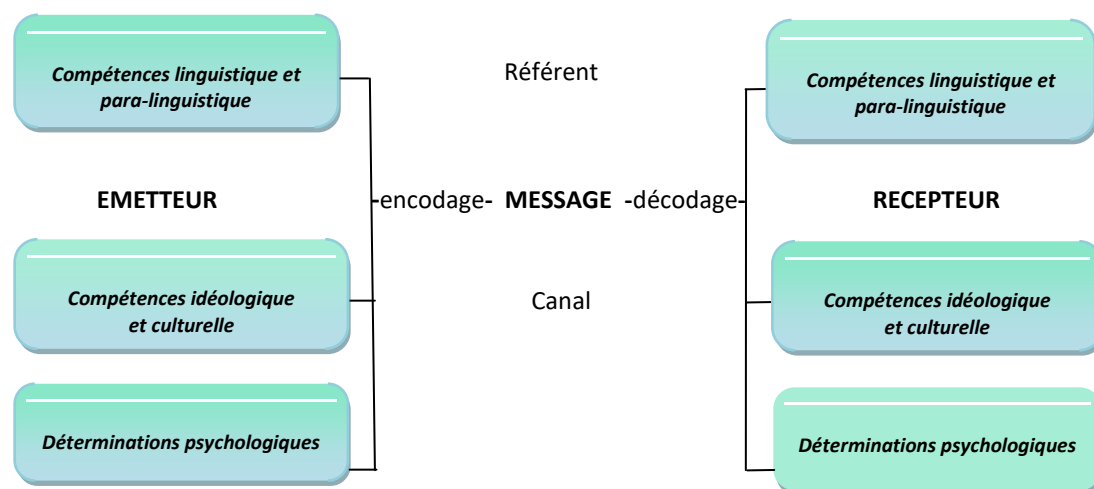 Compétences linguistique et
para-linguistique
Référent
Compétences linguistique et
para-linguistique
EMETTEUR
-encodage- MESSAGE -décodage-
RECEPTEUR
Compétences idéologique
et culturelle
Canal
Compétences idéologique
et culturelle
Déterminations psychologiques
Déterminations psychologiques